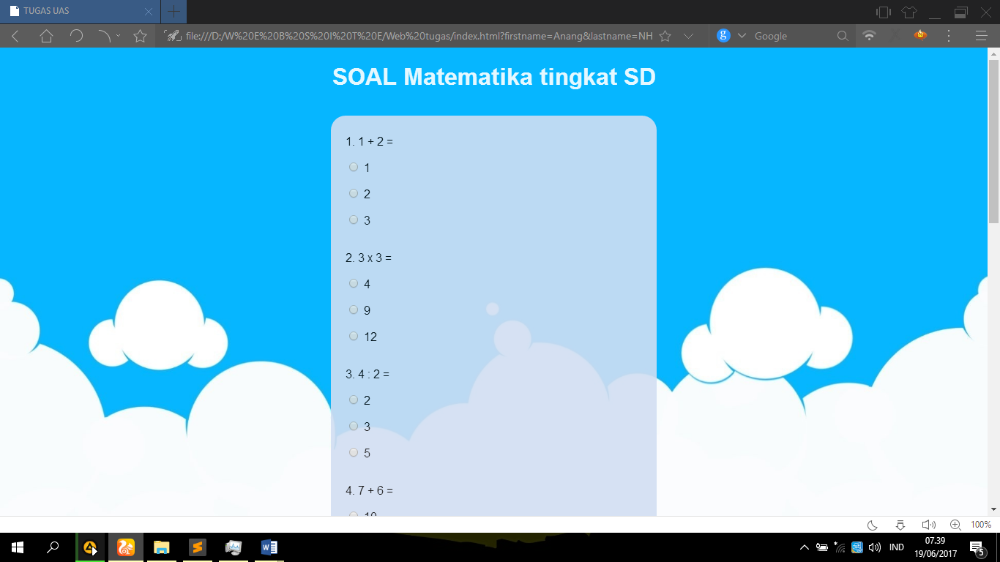 TUGAS UAS
file:///D:/W%20E%20B%20S%20I%20T%20E/Web%20tugas/index.html?firstname=Anang&lastname=NH
g Google
SOAL Matematika tingkat SD
1. 1 + 2 =
1
2
3
2. 3 x 3 =
4
9
12
3. 4 : 2 =
2
3
5
4. 7 + 6 =
100%
IND
07.39
19/06/2017
5